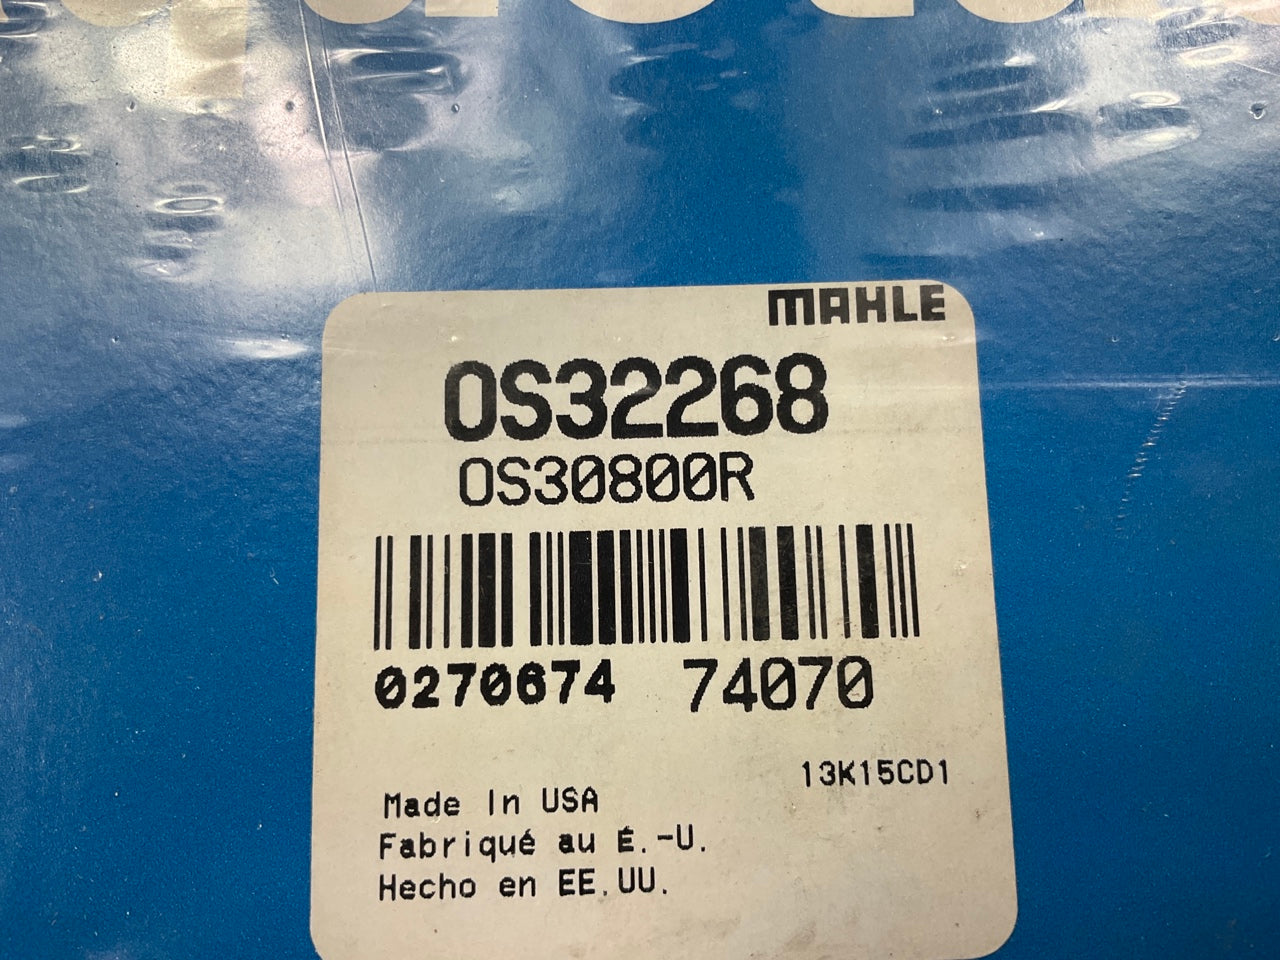 MAHLE
OS32268
OS30800R
0270674 74070
13K15CD1
Made In USA
Fabriqué au É.-U.
Hecho en EE.UU.